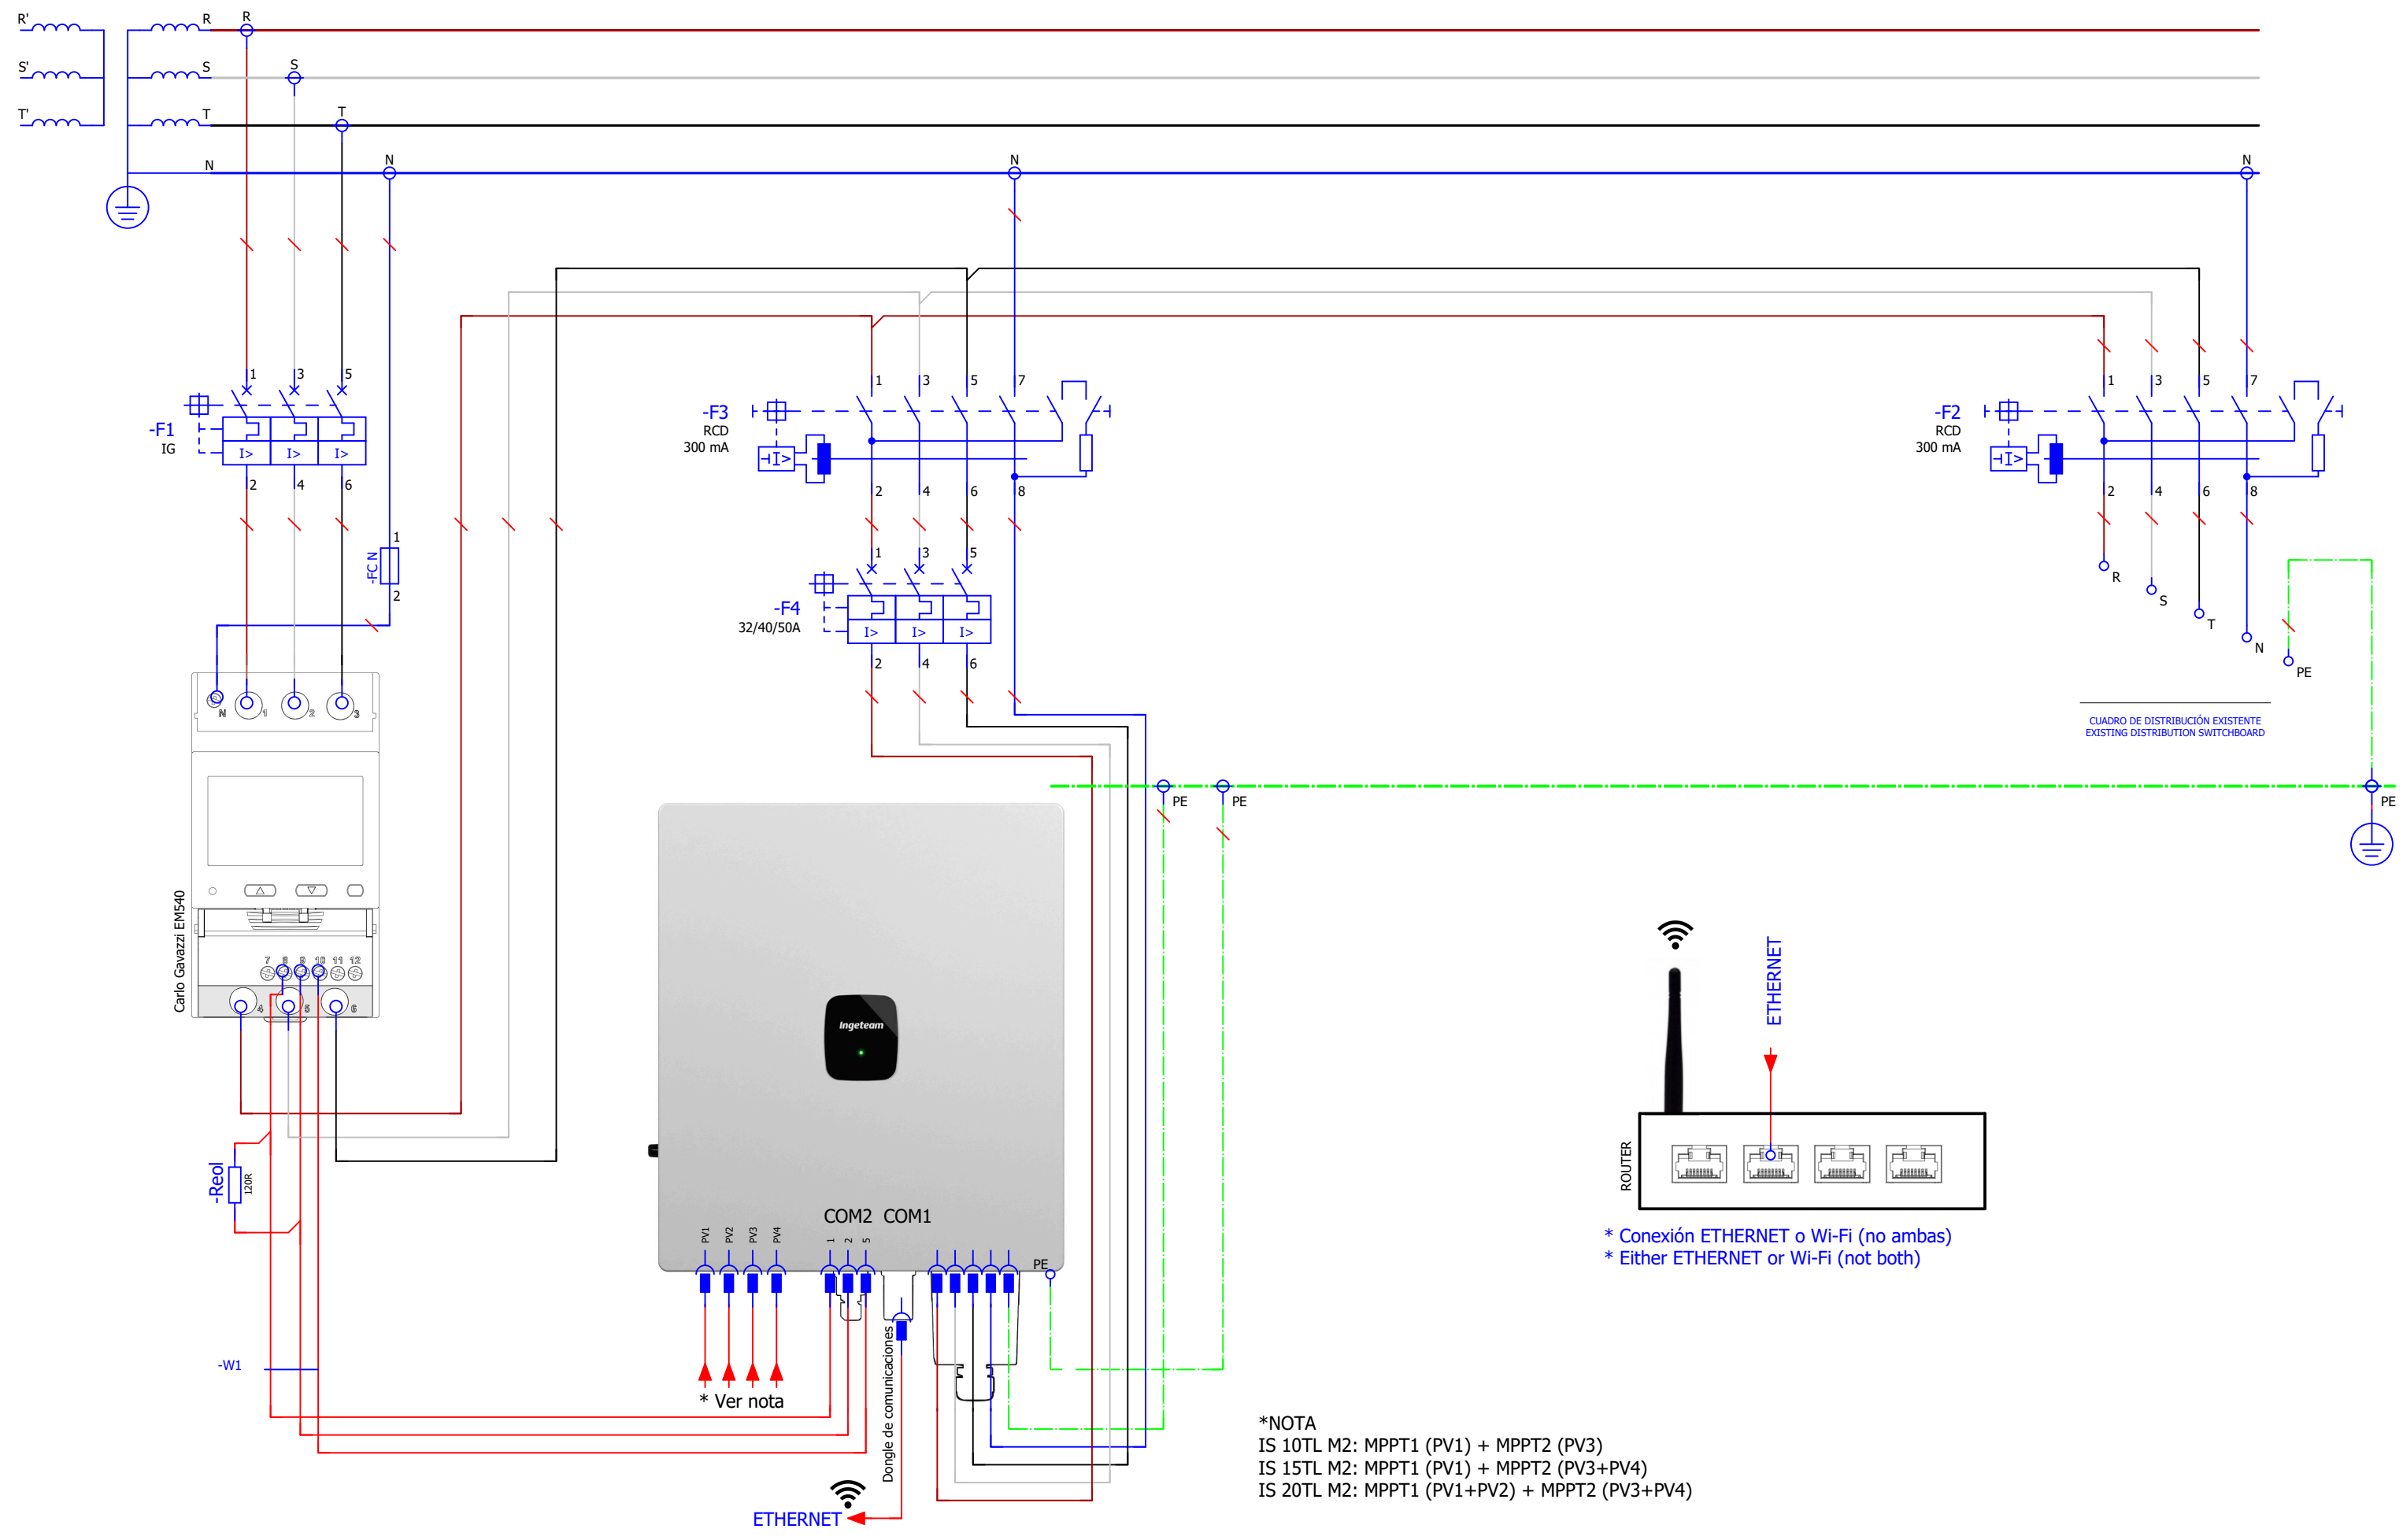 R'
R
R
S'
S
S
T'
T
T
N
N
N
N
1
3
5
-F1
IG
I>
I>
I>
2
4
6
1
-FC N
2
-F3
RCD
300 mA
1
3
5
7
I>
2
4
6
8
-F4
32/40/50A
1
3
5
I>
I>
I>
2
4
6
-F2
RCD
300 mA
1
3
5
7
I>
2
4
6
8
R
S
T
N
PE
CUADRO DE DISTRIBUCIÓN EXISTENTE
EXISTING DISTRIBUTION SWITCHBOARD
PE
PE
PE
N
1
2
3
Carlo Gavazzi EM540
7
8
9
10
11
12
4
5
6
-Reol
120R
-W1
Ingeteam
COM2 COM1
PV1
PV2
PV3
PV4
1
2
5
PE
* Ver nota
Dongle de comunicaciones
ETHERNET
ETHERNET
ROUTER
* Conexión ETHERNET o Wi-Fi (no ambas)
* Either ETHERNET or Wi-Fi (not both)
*NOTA
IS 10TL M2: MPPT1 (PV1) + MPPT2 (PV3)
IS 15TL M2: MPPT1 (PV1) + MPPT2 (PV3+PV4)
IS 20TL M2: MPPT1 (PV1+PV2) + MPPT2 (PV3+PV4)